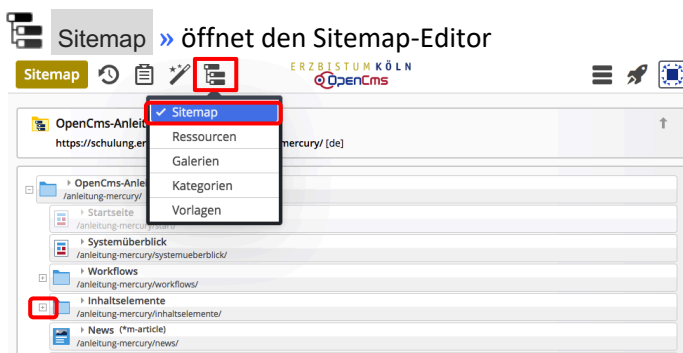 Sitemap » öffnet den Sitemap-Editor
Sitemap
ERZBISTUM KÖLN
OpenCms
Sitemap
Ressourcen
Galerien
Kategorien
Vorlagen
OpenCms-Anleit
https://schulung.er mercury/ [de]
OpenCms-Anlei
/anleitung-mercury/
Startseite
/anleitung-mercury/start/
Systemüberblick
/anleitung-mercury/systemueberblick/
Workflows
/anleitung-mercury/workflows/
Inhaltselemente
/anleitung-mercury/inhaltselemente/
News (*m-article)
/anleitung-mercury/news/